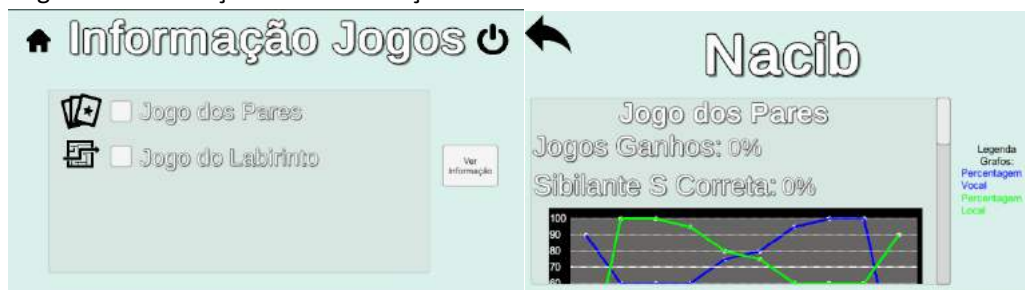 Informação Jogos
Jogo dos Pares
Jogo do Labirinto
Ver
Informação
Nacib
Jogo dos Pares
Jogos Ganhos: 0%
Sibilante S Correta: 0%
100
90
80
70
60
Legenda
Grafos:
Percentagem
Vocal
Percentagem
Local